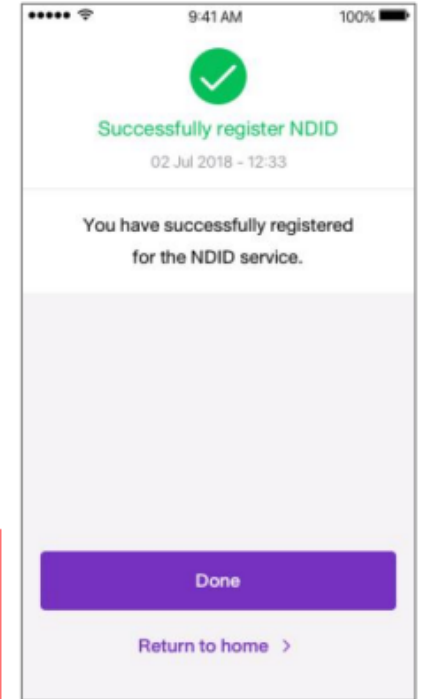 9:41 AM 100%
Successfully register NDID
02 Jul 2018 - 12:33
You have successfully registered
for the NDID service.
Done
Return to home >